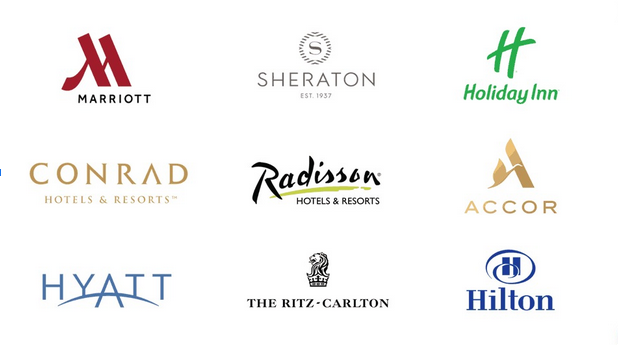 MARRIOTT
S
SHERATON
EST. 1937
H
Holiday Inn
CONRAD
HOTELS & RESORTS™
Radisson®
HOTELS & RESORTS
ACCOR
HYATT
THE RITZ-CARLTON
H
Hilton